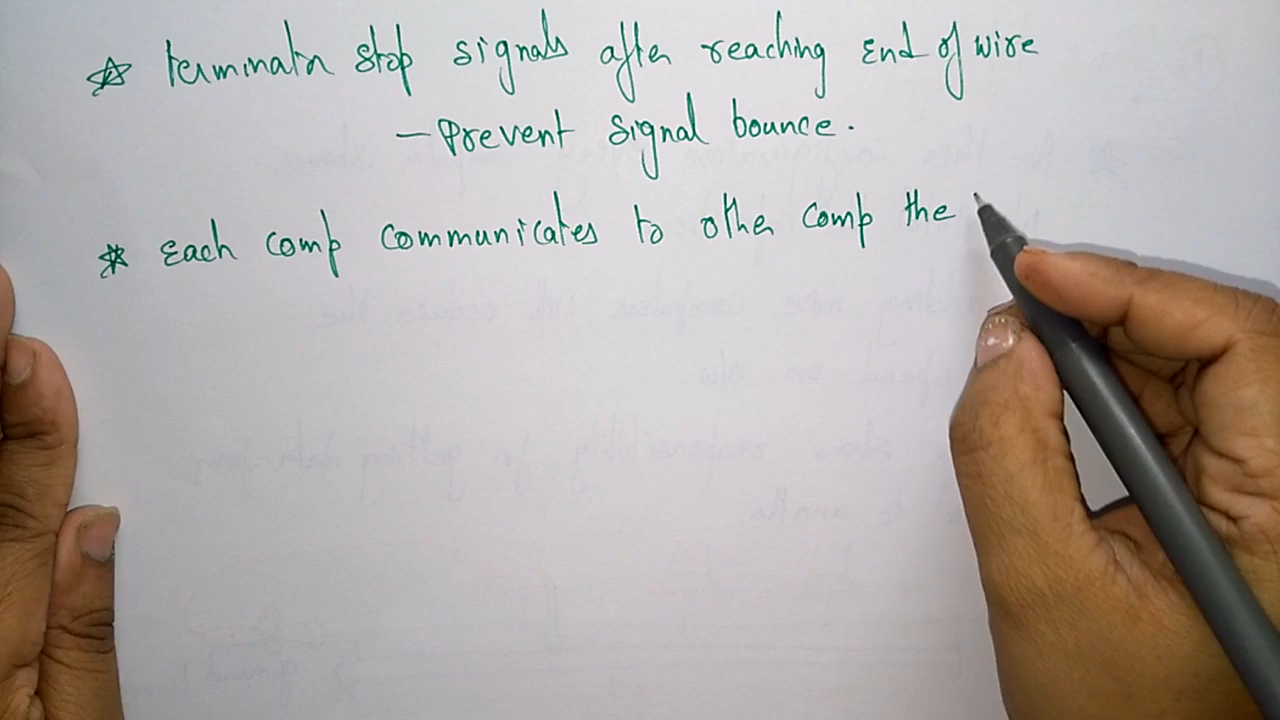 * terminator stop signals after reaching End of wire
- Prevent signal bounce.
* Each comp communicates to other comp the